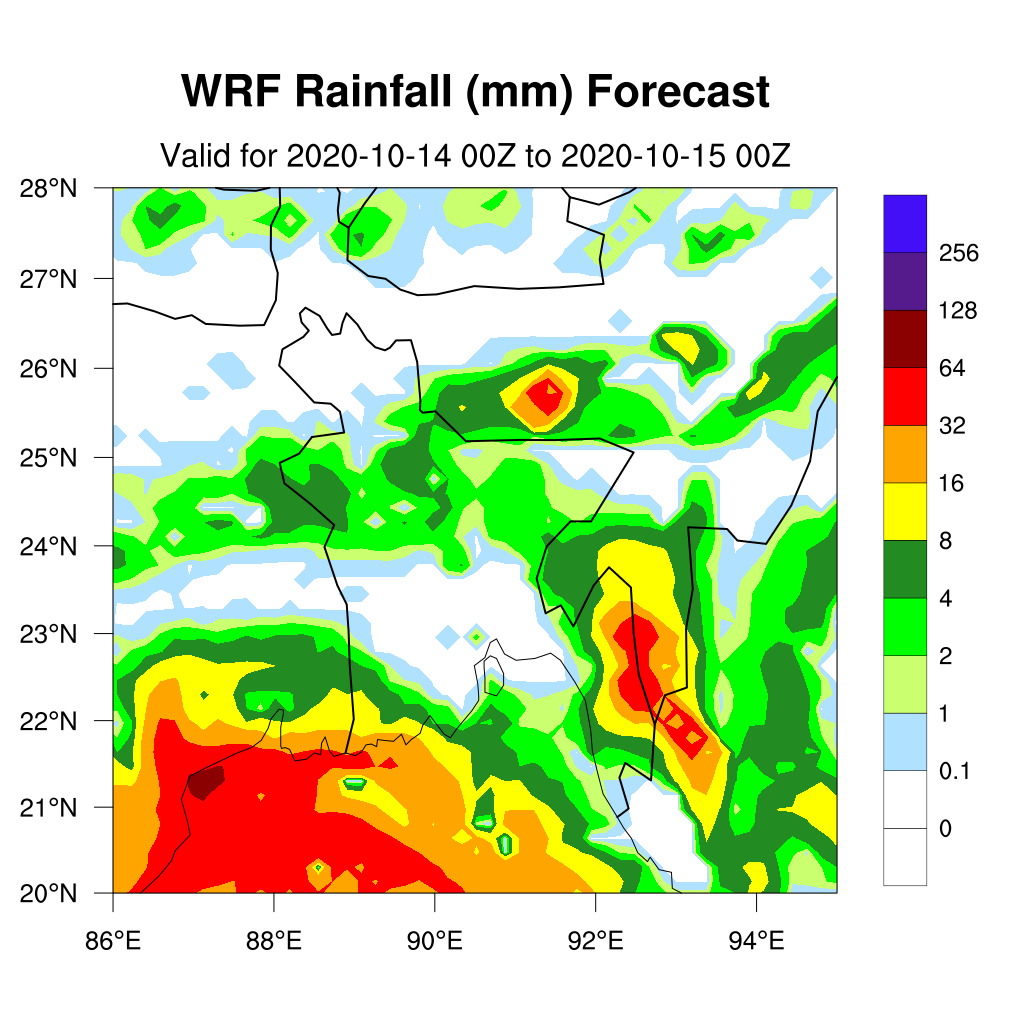 WRF Rainfall (mm) Forecast
Valid for 2020-10-14 00Z to 2020-10-15 00Z
28°N
27°N
26°N
25°N
24°N
23°N
22°N
21°N
20°N
86°E 88°E 90°E 92°E 94°E
256
128
64
32
16
8
4
2
1
0.1
0